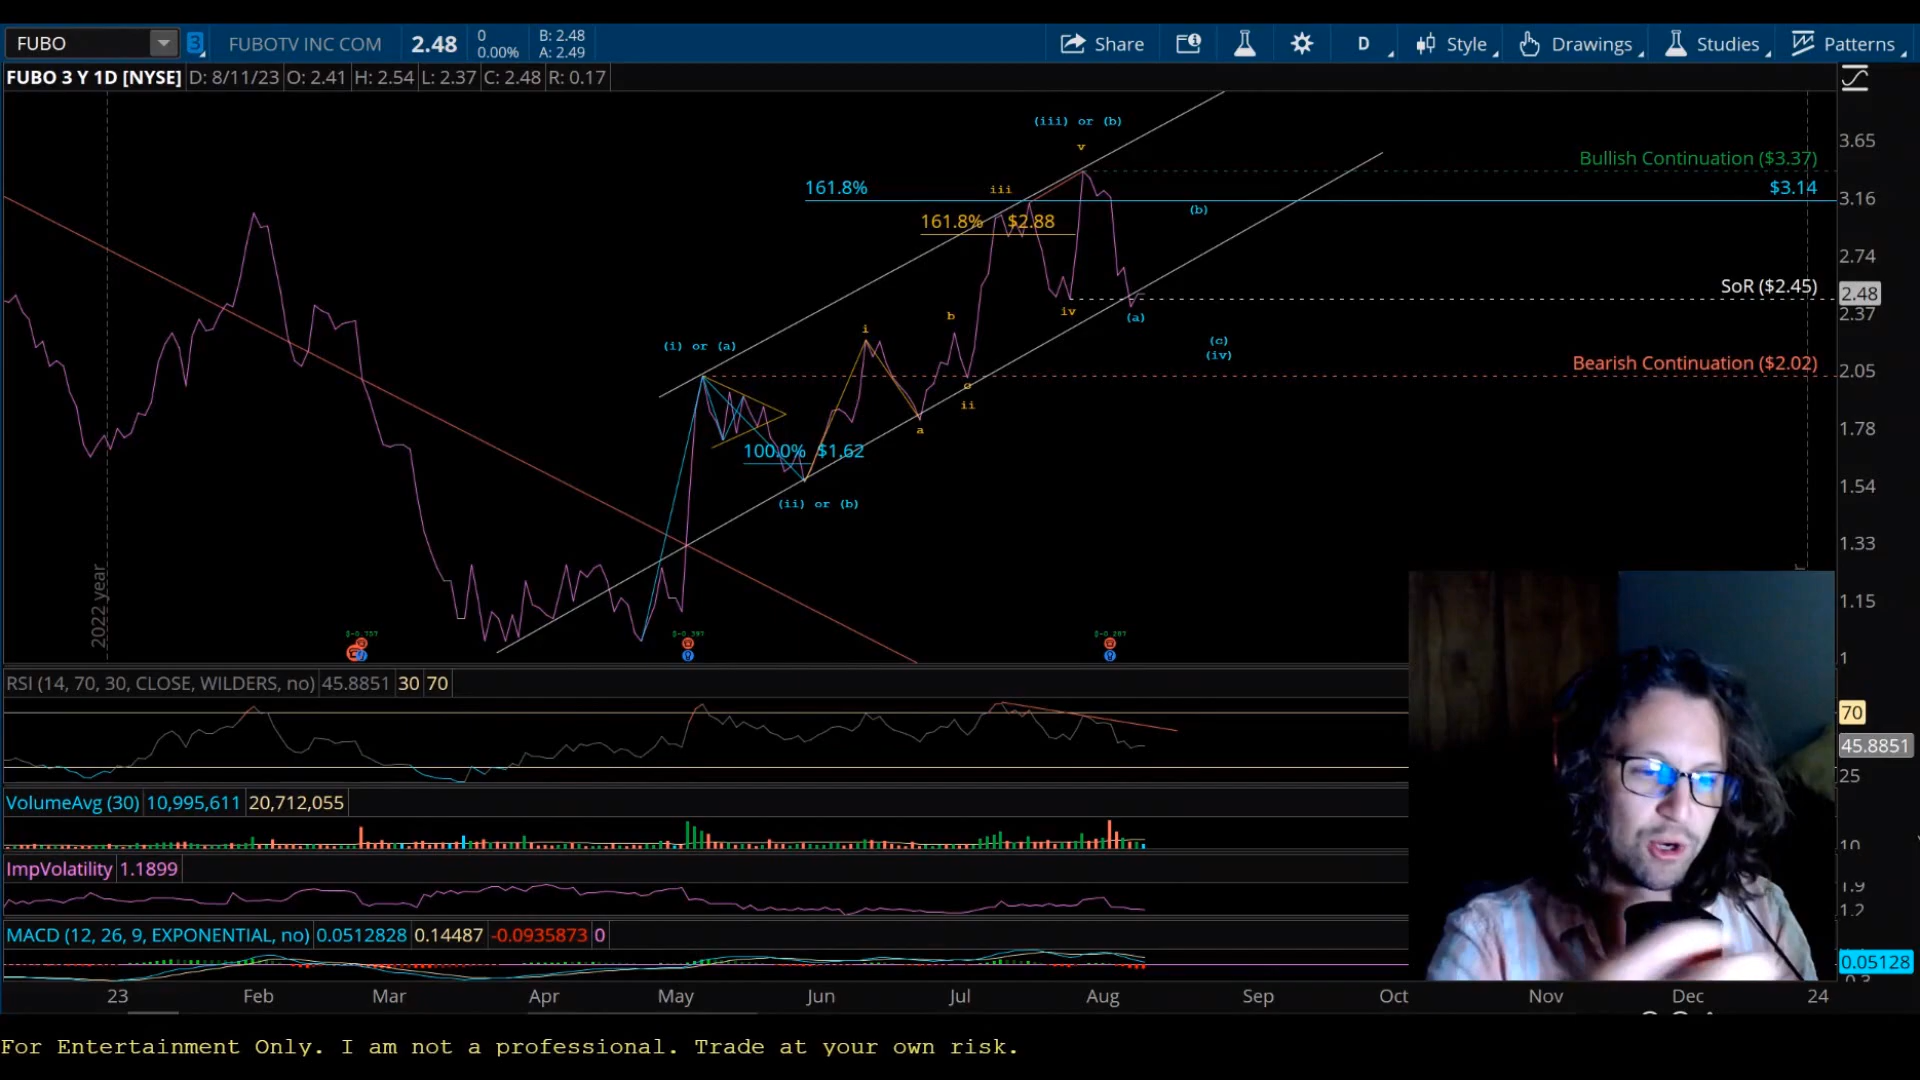 FUBO 3 FUBOTV INC COM 2.48 0 0.00% B: 2.48 A: 2.49 Share D Style Drawings Studies Patterns
FUBO 3 Y 1D [NYSE] D: 8/11/23 O: 2.41 H: 2.54 L: 2.37 C: 2.48 R: 0.17
(iii) or (b)
v
3.65
Bullish Continuation ($3.37)
161.8% iii $3.14
3.16
(b)
161.8% $2.88
2.74
SoR ($2.45)
2.48
2.37
iv
(a)
b
i
(i) or (a)
(c)
(iv)
Bearish Continuation ($2.02)
2.05
c
ii
a
1.78
100.0% $1.62
1.54
(ii) or (b)
1.33
2022 year
1.15
1
RSI (14, 70, 30, CLOSE, WILDERS, no) 45.8851 30 70
70
45.8851
25
VolumeAvg (30) 10,995,611 20,712,055
10
ImpVolatility 1.1899
1.9
1.2
MACD (12, 26, 9, EXPONENTIAL, no) 0.0512828 0.14487 -0.0935873 0
0.05128
23 Feb Mar Apr May Jun Jul Aug Sep Oct Nov Dec 24
For Entertainment Only. I am not a professional. Trade at your own risk.